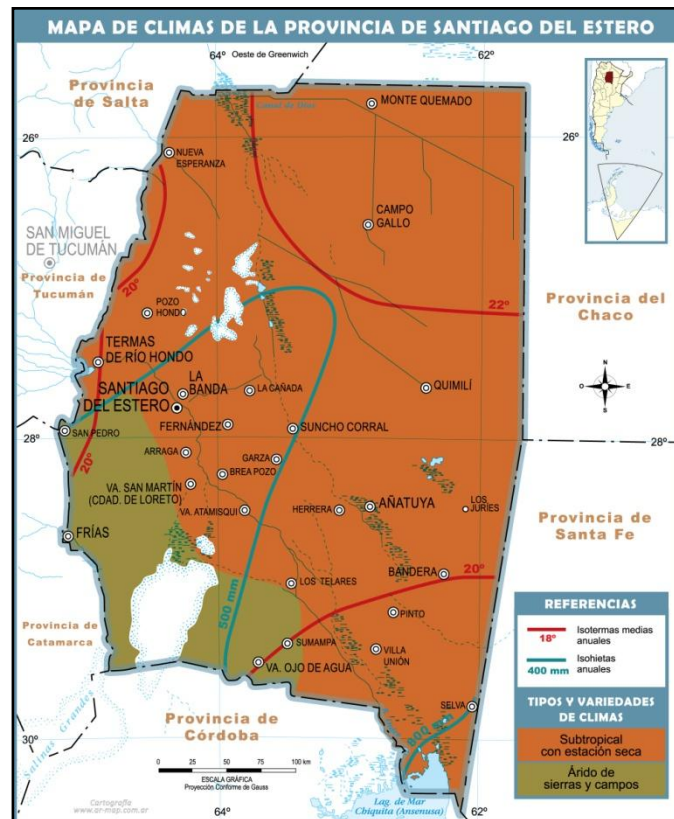 MAPA DE CLIMAS DE LA PROVINCIA DE SANTIAGO DEL ESTERO
64°
Oeste de Greenwich
62°
Provincia
de Salta
MONTE QUEMADO
26°
26°
NUEVA
ESPERANZA
CAMPO
GALLO
SAN MIGUEL
DE TUCUMÁN
Provincia de
Tucumán
20°
POZO
HONDO
22°
Provincia del
Chaco
TERMAS
DE RÍO HONDO
LA
BANDA
LA CAÑADA
QUIMILÍ
O
N
E
S
SANTIAGO
DEL ESTERO
FERNÁNDEZ
SUNCHO CORRAL
SAN PEDRO
28°
28°
ARRAGA
GARZA
20°
BREA POZO
VA. SAN MARTÍN
(CDAD. DE LORETO)
VA. ATAMISQUI
HERRERA
AÑATUYA
LOS
JURÍES
Provincia de
Santa Fe
FRÍAS
BANDERA
20°
LOS TELARES
500 mm
PINTO
Provincia de
Catamarca
SUMAMPA
VILLA
UNIÓN
VA. OJO DE AGUA
SELVA
800 mm
Provincia de
Córdoba
Salinas Grandes
30°
0
25
50
100 km
ESCALA GRÁFICA
Proyección Conforme de Gauss
Cartografía
www.ar-map.com.ar
64°
Lag. de Mar
Chiquita (Ansenusa)
62°
REFERENCIAS
18°
Isotermas medias
anuales
400 mm
Isohietas
anuales
TIPOS Y VARIEDADES
DE CLIMAS
Subtropical
con estación seca
Árido de
sierras y campos